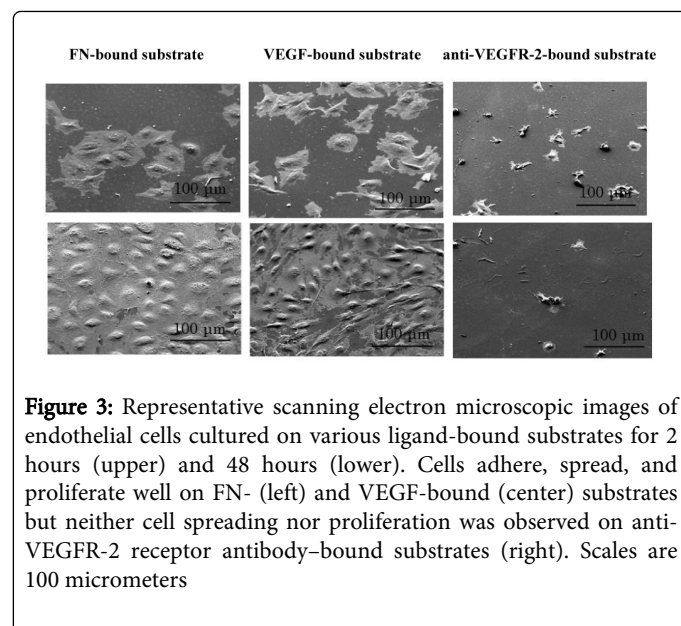 FN-bound substrate VEGF-bound substrate anti-VEGFR-2-bound substrate
100 µm 100 µm 100 µm
100 µm 100 µm 100 µm
Figure 3: Representative scanning electron microscopic images of
endothelial cells cultured on various ligand-bound substrates for 2
hours (upper) and 48 hours (lower). Cells adhere, spread, and
proliferate well on FN- (left) and VEGF-bound (center) substrates
but neither cell spreading nor proliferation was observed on anti-
VEGFR-2 receptor antibody–bound substrates (right). Scales are
100 micrometers